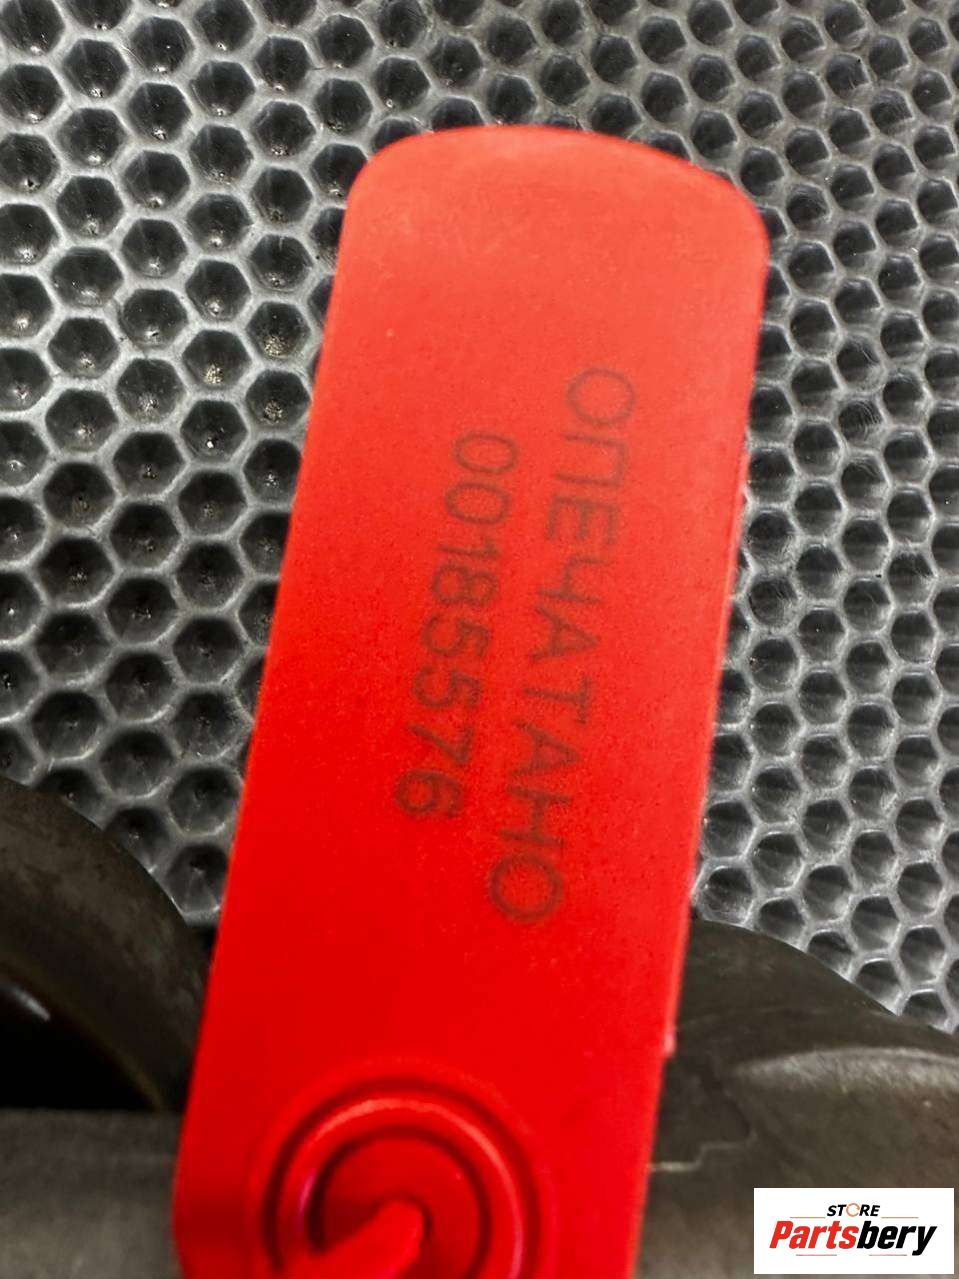 ОПЕЧАТАНО
00185576
STORE
Partsbery